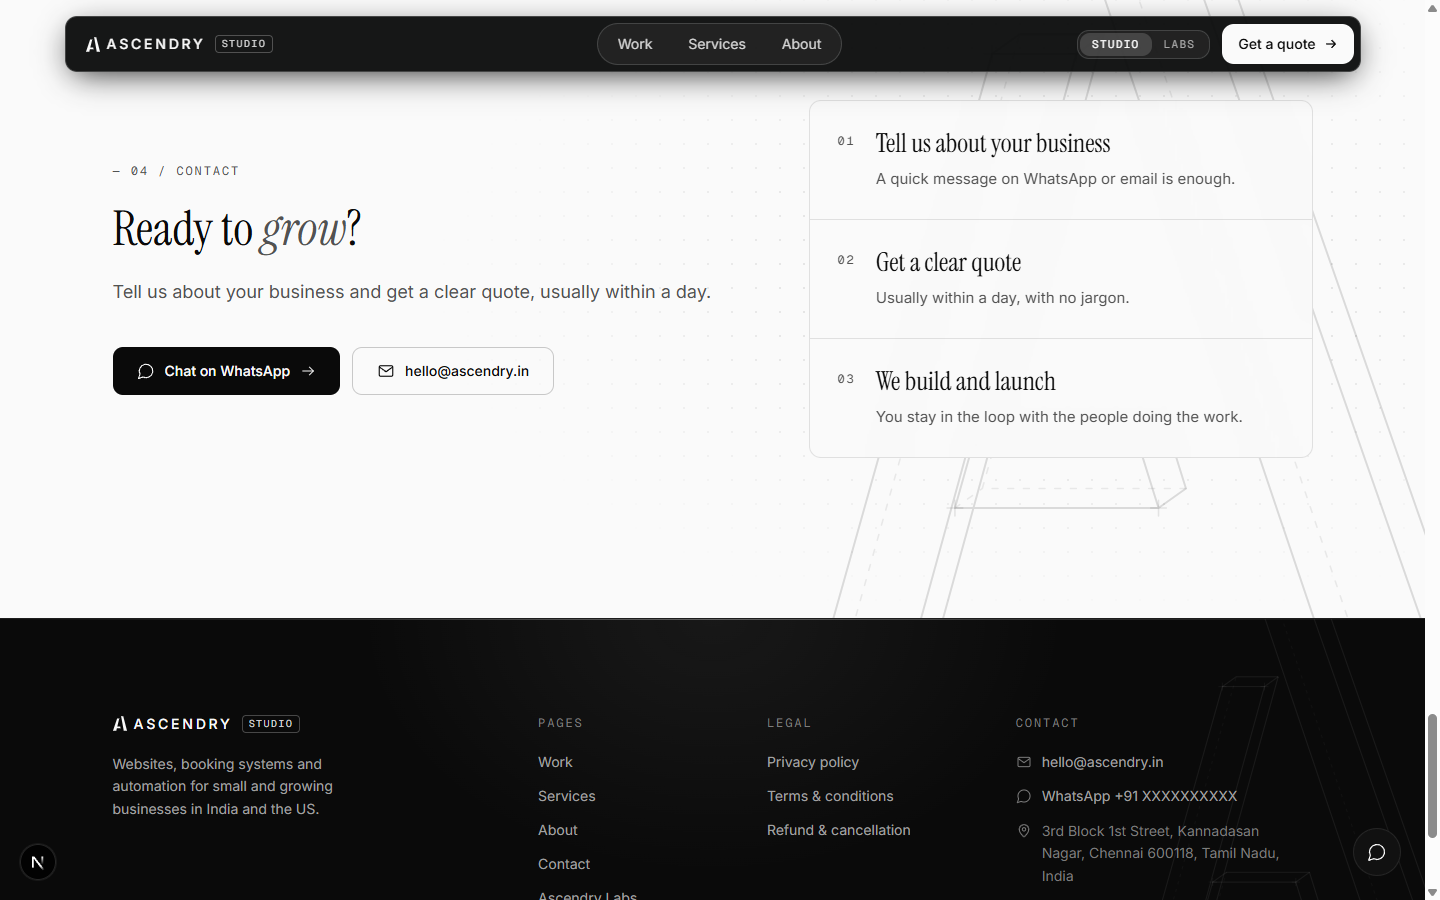 ASCENDRY STUDIO
Work Services About
STUDIO LABS
Get a quote →
— 04 / CONTACT
Ready to grow?
Tell us about your business and get a clear quote, usually within a day.
Chat on WhatsApp →
hello@ascendry.in
01 Tell us about your business
A quick message on WhatsApp or email is enough.
02 Get a clear quote
Usually within a day, with no jargon.
03 We build and launch
You stay in the loop with the people doing the work.
ASCENDRY STUDIO
Websites, booking systems and
automation for small and growing
businesses in India and the US.
PAGES
Work
Services
About
Contact
Ascendry Labs
LEGAL
Privacy policy
Terms & conditions
Refund & cancellation
CONTACT
hello@ascendry.in
WhatsApp +91 XXXXXXXXXX
3rd Block 1st Street, Kannadasan
Nagar, Chennai 600118, Tamil Nadu,
India
N